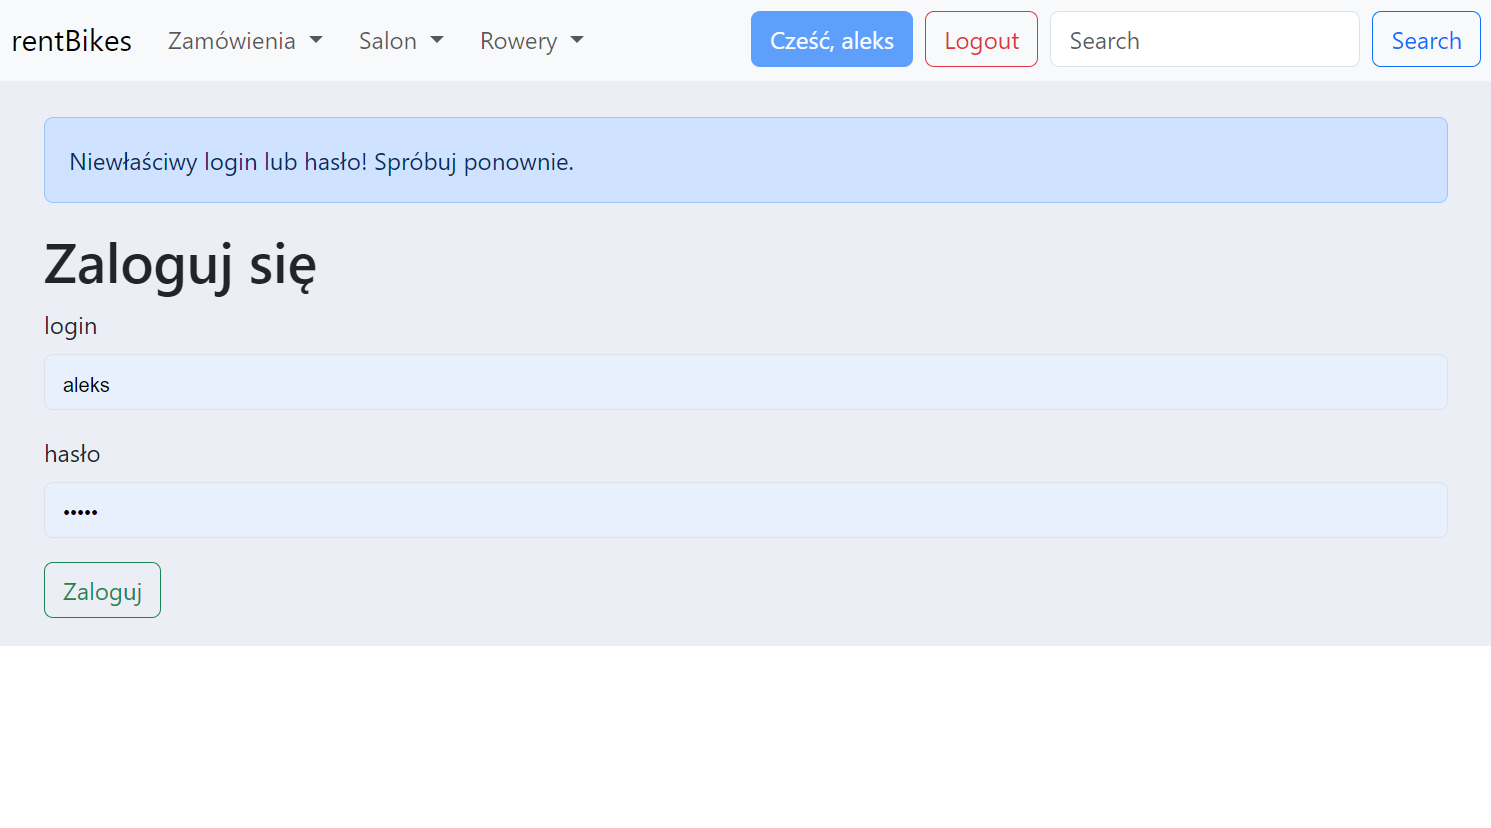 rentBikes Zamówienia Salon Rowery Cześć, aleks Logout Search Search
Niewłaściwy login lub hasło! Spróbuj ponownie.
Zaloguj się
login
aleks
hasło
•••••
Zaloguj